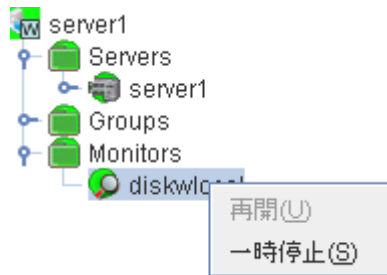 server1
Servers
server1
Groups
Monitors
再開(U)
一時停止(S)